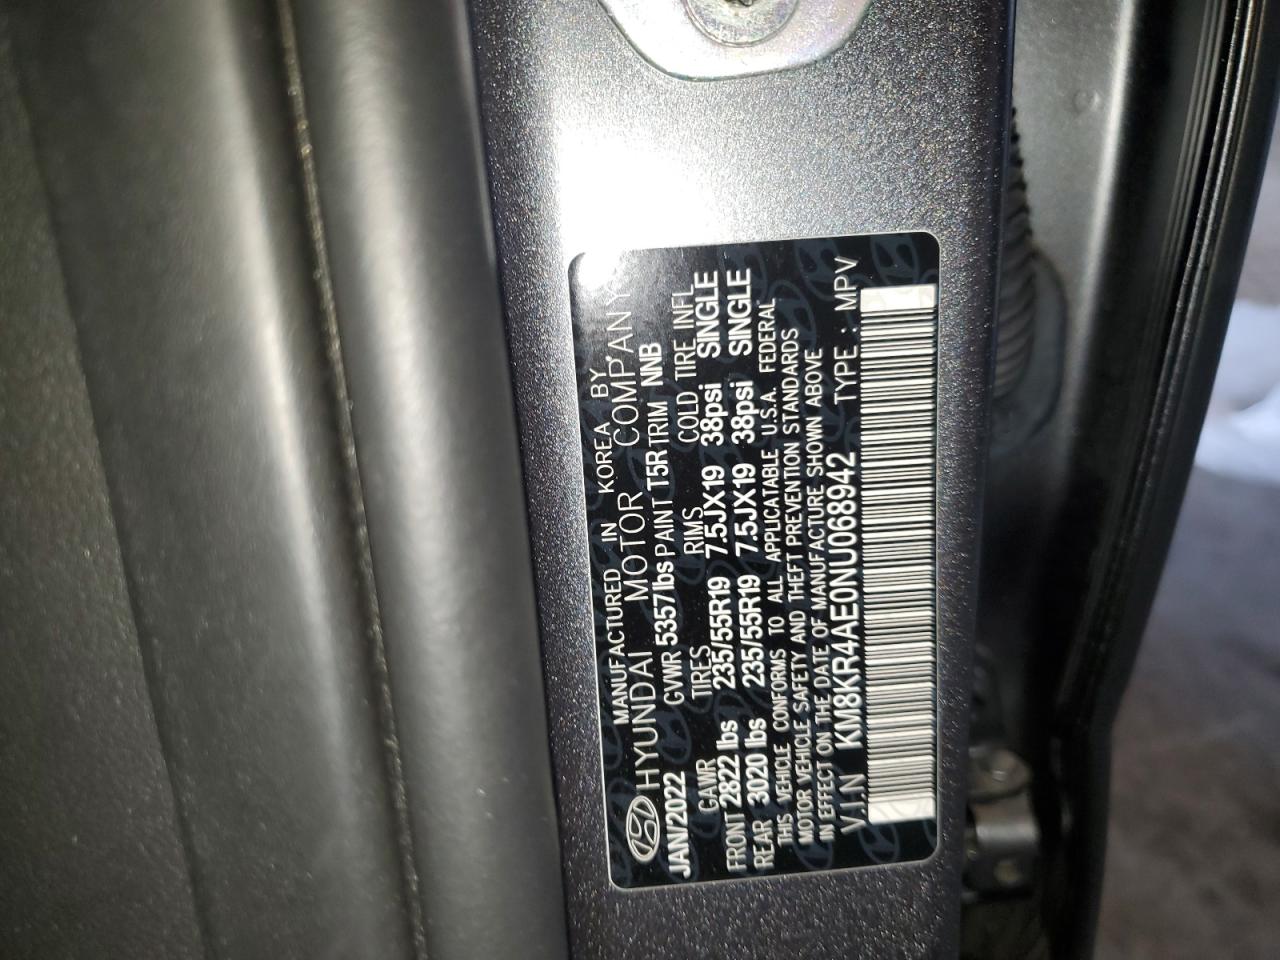 MANUFACTURED IN KOREA BY
HYUNDAI MOTOR COMPANY
JAN/2022 GVWR 5357lbs PAINT T5R TRIM NNB
GAWR TIRES RIMS COLD TIRE INFL
FRONT 2822 lbs 235/55R19 7.5JX19 38psi SINGLE
REAR 3020 lbs 235/55R19 7.5JX19 38psi SINGLE
THIS VEHICLE CONFORMS TO ALL APPLICATABLE U.S.A. FEDERAL
MOTOR VEHICLE SAFETY AND THEFT PREVENTION STANDARDS
IN EFFECT ON THE DATE OF MANUFACTURE SHOWN ABOVE
VIN KM8KR4AE0NU068942 TYPE : MPV